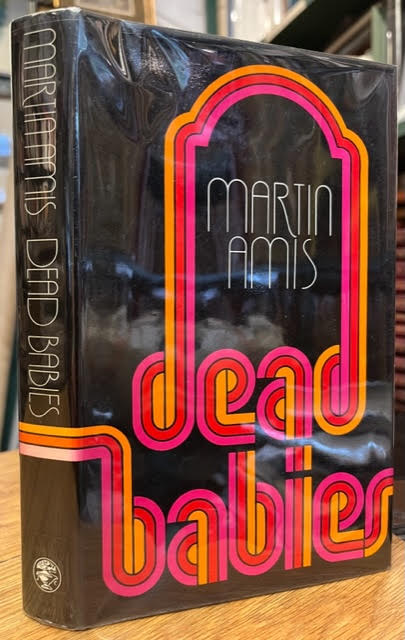 MARTIN AMIS DEAD BABIES
MARTIN
AMIS
dead
babies